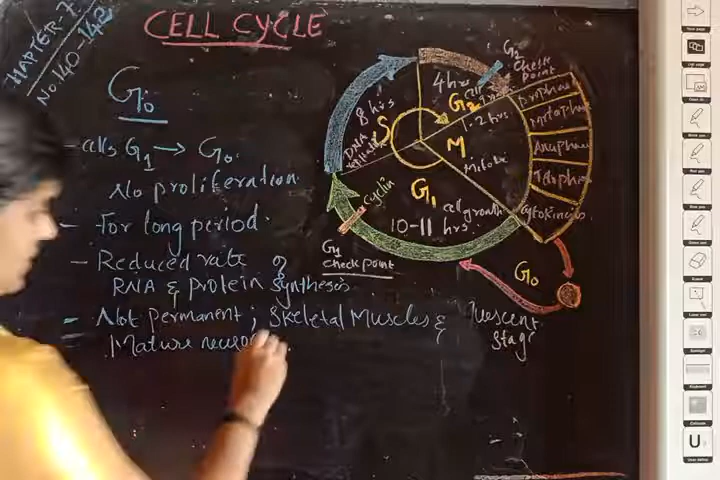 CHAPTER-7
No: 140-142
CELL CYCLE
G0
- cells G1 → G0.
No proliferation.
- For long period.
- Reduced rate of
RNA & protein synthesis
- Not permanent ; Skeletal Muscles &
= Mature neuro
G2
check
point
4 hrs
G2
8 hrs
S
DNA
1-2 hrs
M
Mitotic
prophase
Metaphase
Anaphase
Telophase
Cytokinesis
cyclin
G1
cell growth
10-11
hrs.
G1
check point
G0
Quescent
Stage
U